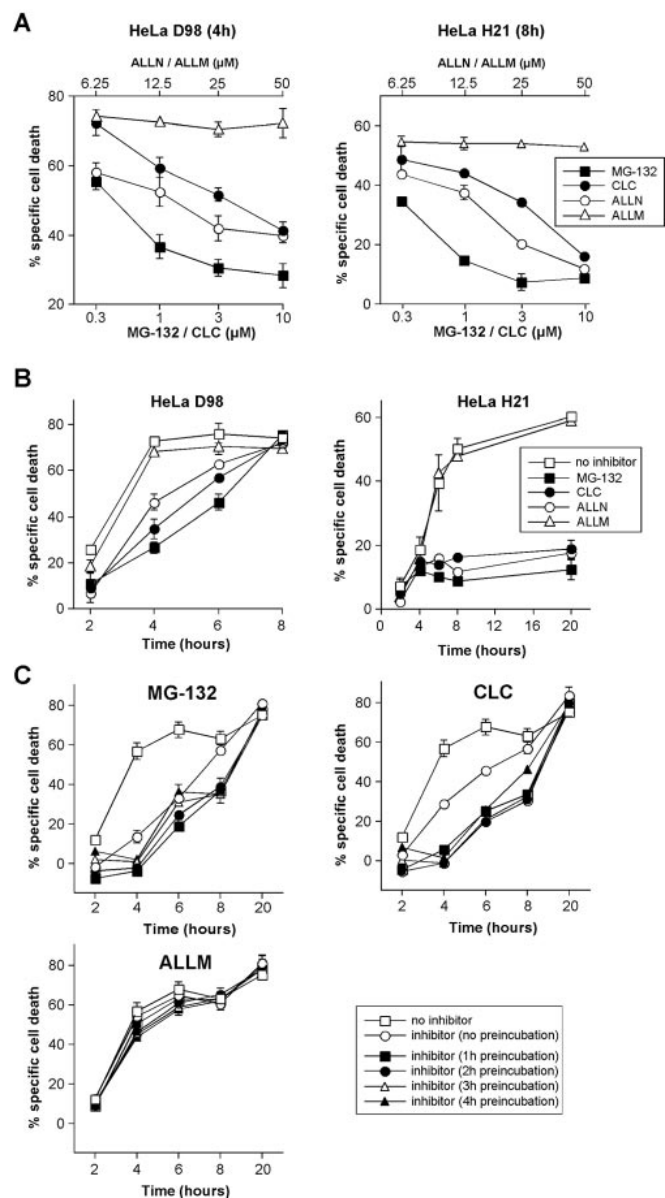 A
HeLa D98 (4h)
ALLN / ALLM (µM)
6.25 12.5 25 50
80
60
40
20
% specific cell death
0.3 1 3 10
MG-132 / CLC (µM)
HeLa H21 (8h)
ALLN / ALLM (µM)
6.25 12.5 25 50
60
40
20
0
% specific cell death
0.3 1 3 10
MG-132 / CLC (µM)
MG-132
CLC
ALLN
ALLM
B
HeLa D98
80
60
40
20
0
% specific cell death
2 4 6 8
Time (hours)
HeLa H21
60
40
20
0
% specific cell death
0 4 8 12 16 20
Time (hours)
no inhibitor
MG-132
CLC
ALLN
ALLM
C
MG-132
80
60
40
20
0
% specific cell death
2 4 6 8 20
Time (hours)
CLC
80
60
40
20
0
% specific cell death
2 4 6 8 20
Time (hours)
ALLM
80
60
40
20
0
% specific cell death
2 4 6 8 20
Time (hours)
no inhibitor
inhibitor (no preincubation)
inhibitor (1h preincubation)
inhibitor (2h preincubation)
inhibitor (3h preincubation)
inhibitor (4h preincubation)